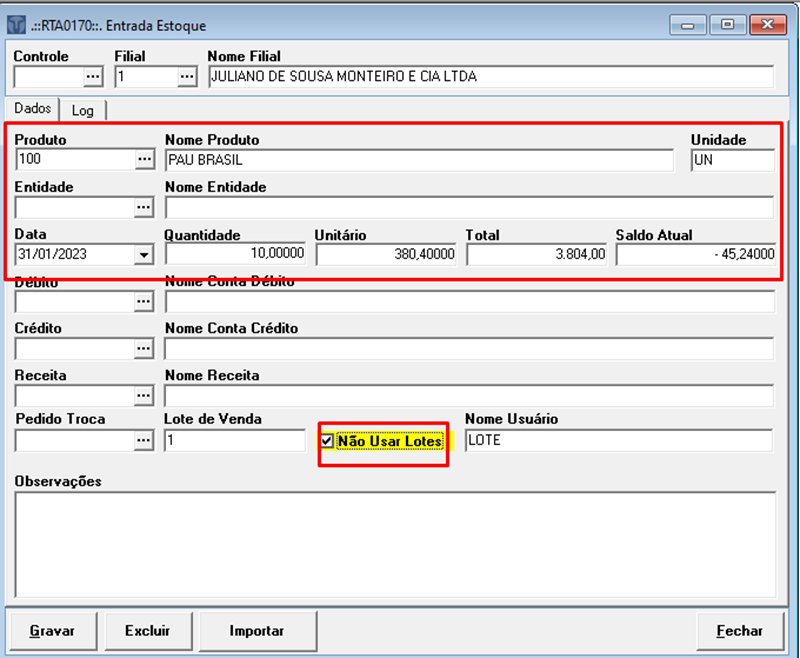 .::RTA0170::. Entrada Estoque
Controle Filial Nome Filial
... 1 ... JULIANO DE SOUSA MONTEIRO E CIA LTDA
Dados Log
Produto Nome Produto Unidade
100 ... PAU BRASIL UN
Entidade Nome Entidade
...
Data Quantidade Unitário Total Saldo Atual
31/01/2023 10,00000 380,40000 3.804,00 - 45,24000
Débito Nome Conta Débito
...
Crédito Nome Conta Crédito
...
Receita Nome Receita
...
Pedido Troca Lote de Venda Nome Usuário
... 1 Não Usar Lotes LOTE
Observações
Gravar Excluir Importar Fechar